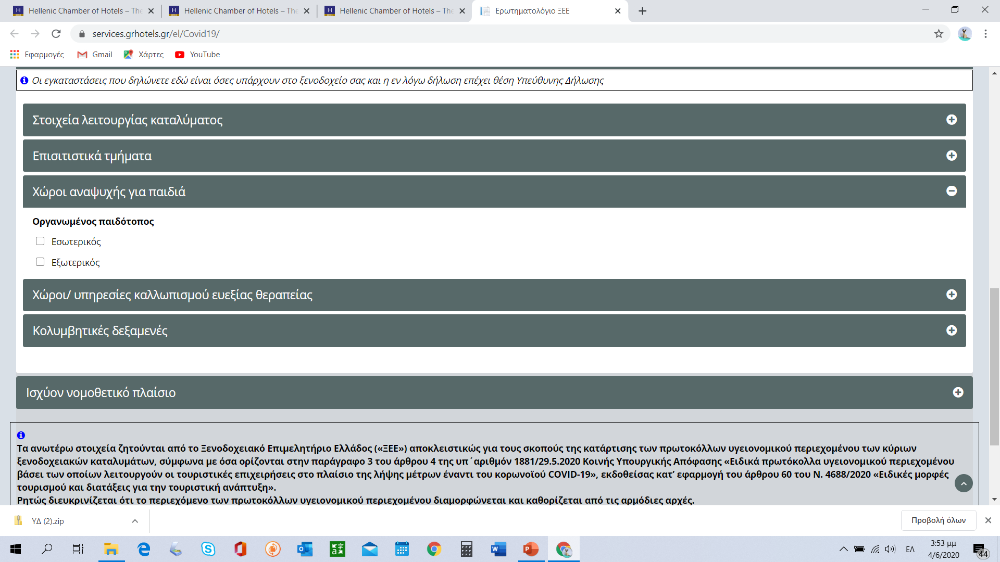 Hellenic Chamber of Hotels – The
Hellenic Chamber of Hotels – The
Hellenic Chamber of Hotels – The
Ερωτηματολόγιο ΞΕΕ
services.grhotels.gr/el/Covid19/
Εφαρμογές
Gmail
Χάρτες
YouTube
Οι εγκαταστάσεις που δηλώνετε εδώ είναι όσες υπάρχουν στο ξενοδοχείο σας και η εν λόγω δήλωση επέχει θέση Υπεύθυνης Δήλωσης
Στοιχεία λειτουργίας καταλύματος
Επισιτιστικά τμήματα
Χώροι αναψυχής για παιδιά
Οργανωμένος παιδότοπος
Εσωτερικός
Εξωτερικός
Χώροι/ υπηρεσίες καλλωπισμού ευεξίας θεραπείας
Κολυμβητικές δεξαμενές
Ισχύον νομοθετικό πλαίσιο
Τα ανωτέρω στοιχεία ζητούνται από το Ξενοδοχειακό Επιμελητήριο Ελλάδος («ΞΕΕ») αποκλειστικώς για τους σκοπούς της κατάρτισης των πρωτοκόλλων υγειονομικού περιεχομένου των κύριων
ξενοδοχειακών καταλυμάτων, σύμφωνα με όσα ορίζονται στην παράγραφο 3 του άρθρου 4 της υπ΄αριθμόν 1881/29.5.2020 Κοινής Υπουργικής Απόφασης «Ειδικά πρωτόκολλα υγειονομικού περιεχομένου
βάσει των οποίων λειτουργούν οι τουριστικές επιχειρήσεις στο πλαίσιο της λήψης μέτρων έναντι του κορωνοϊού COVID-19», εκδοθείσας κατ’ εφαρμογή του άρθρου 60 του Ν. 4688/2020 «Ειδικές μορφές
τουρισμού και διατάξεις για την τουριστική ανάπτυξη».
Ρητώς διευκρινίζεται ότι το περιεχόμενο των πρωτοκόλλων υγειονομικού περιεχομένου διαμορφώνεται και καθορίζεται από τις αρμόδιες αρχές.
ΥΔ (2).zip
Προβολή όλων
ΕΛ
3:53 μμ
4/6/2020
44